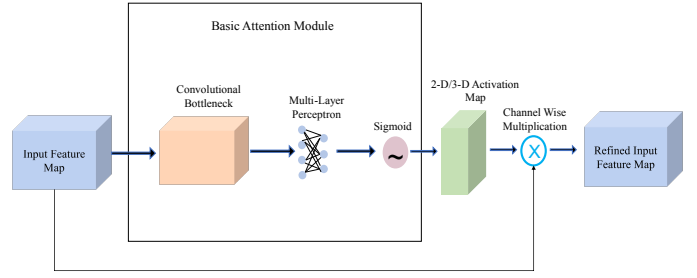 Basic Attention Module
Convolutional
Bottleneck
Multi-Layer
Perceptron
Sigmoid
2-D/3-D Activation
Map
Channel Wise
Multiplication
Input Feature
Map
~
X
Refined Input
Feature Map